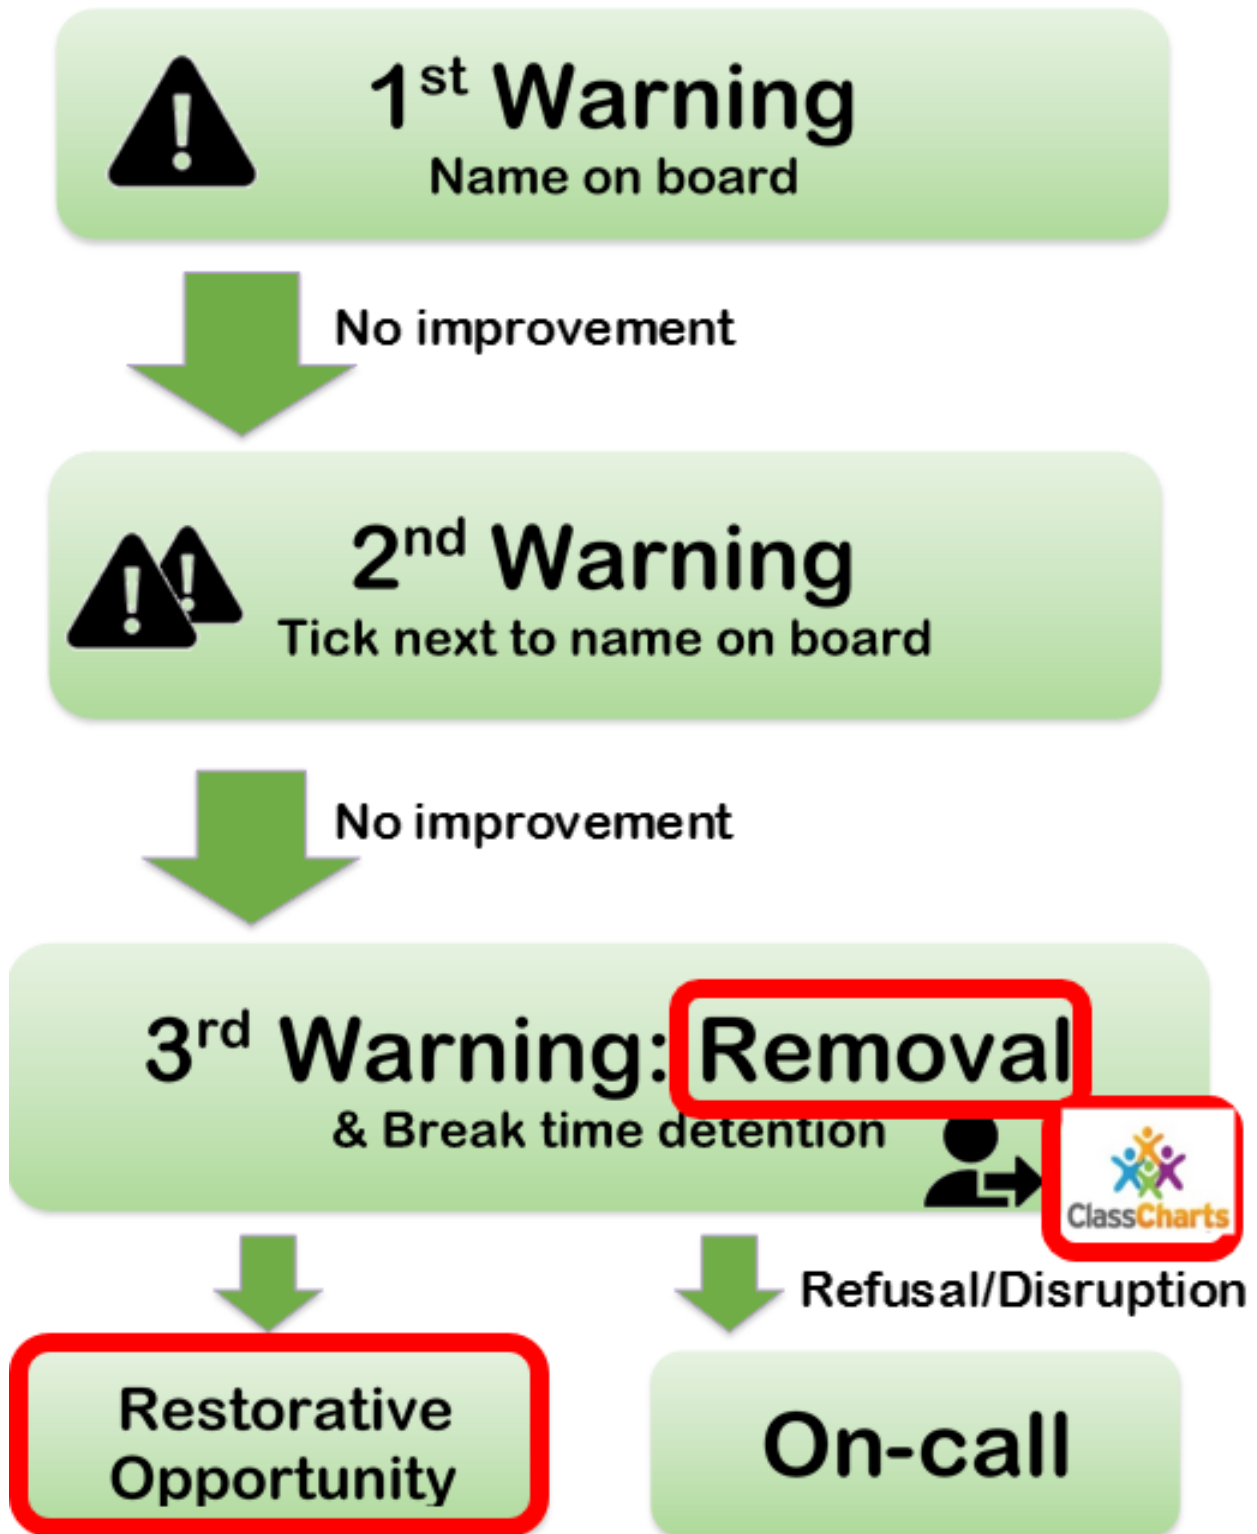 1st Warning
Name on board
No improvement
2nd Warning
Tick next to name on board
No improvement
3rd Warning: Removal
& Break time detention
ClassCharts
Refusal/Disruption
Restorative
Opportunity
On-call